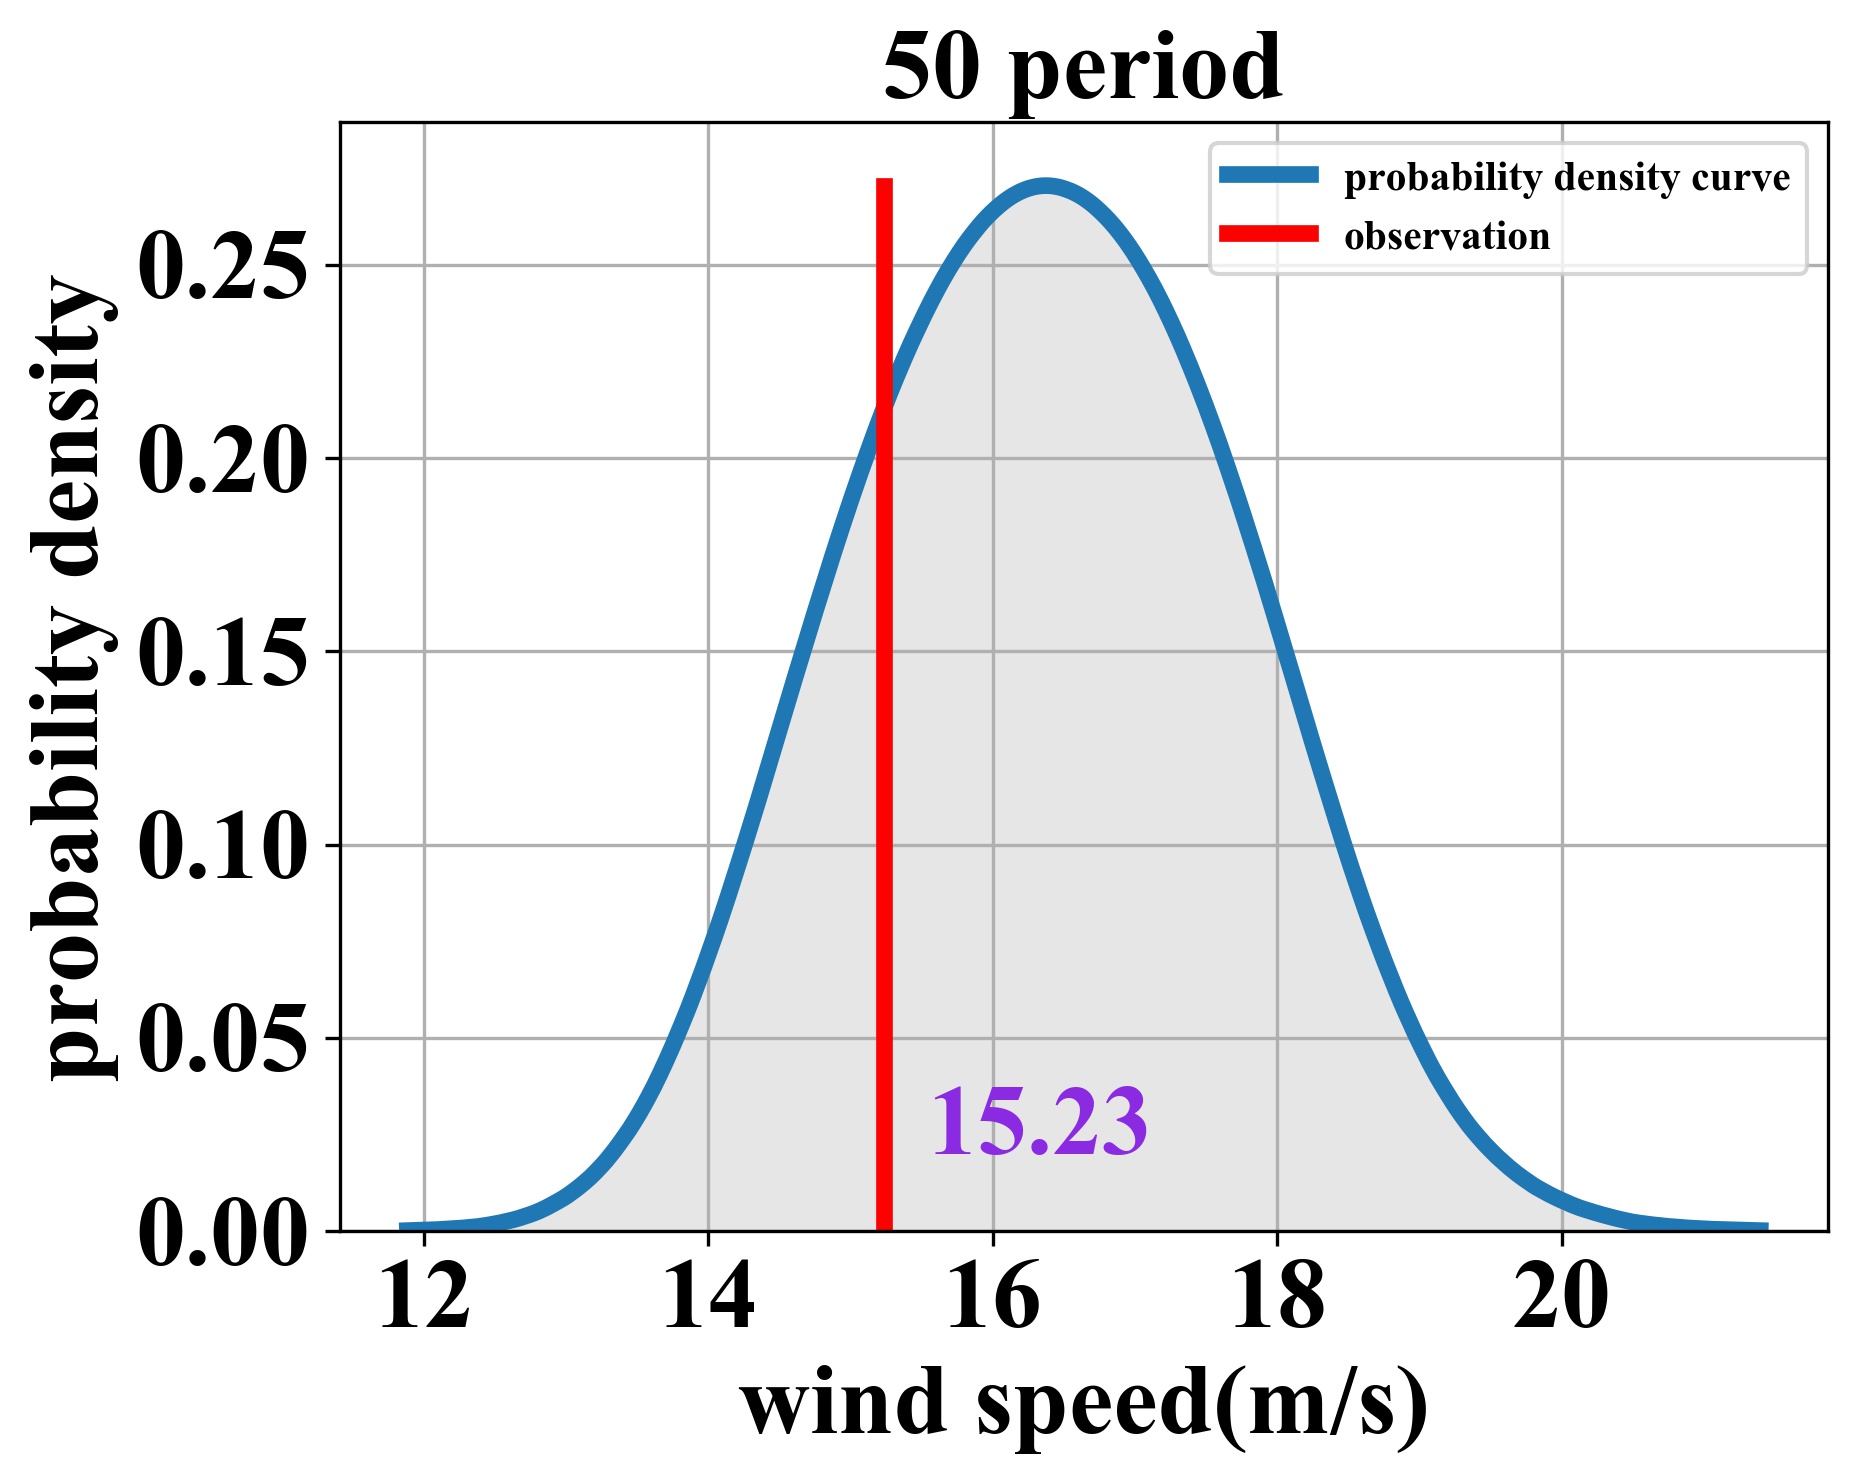 50 period
probability density curve
observation
probability density
0.25
0.20
0.15
0.10
0.05
0.00
15.23
12 14 16 18 20
wind speed(m/s)